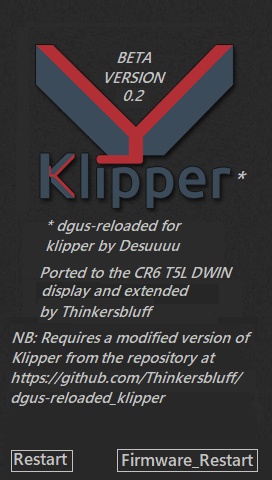 BETA
VERSION
0.2
Klipper *
* dgus-reloaded for
klipper by Desuuuu
Ported to the CR6 T5L DWIN
display and extended
by Thinkersbluff
NB: Requires a modified version of
Klipper from the repository at
https://github.com/Thinkersbluff/
dgus-reloaded_klipper
Restart
Firmware_Restart